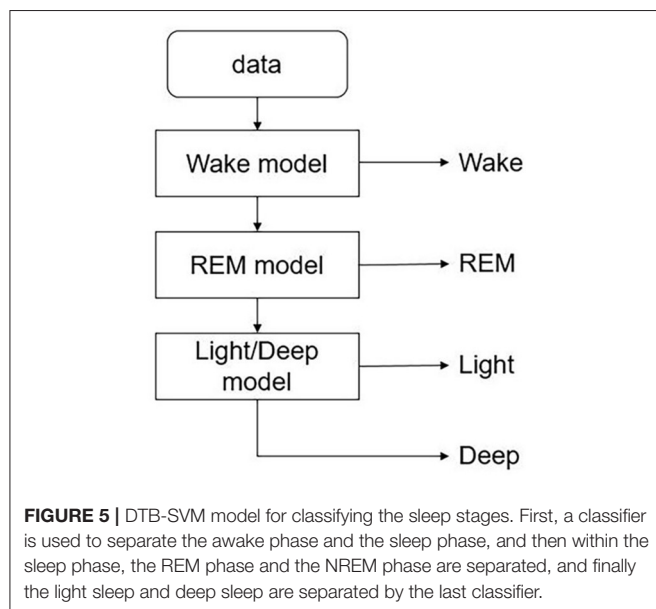 data
Wake model
Wake
REM model
REM
Light/Deep
model
Light
Deep
FIGURE 5 | DTB-SVM model for classifying the sleep stages. First, a classifier
is used to separate the awake phase and the sleep phase, and then within the
sleep phase, the REM phase and the NREM phase are separated, and finally
the light sleep and deep sleep are separated by the last classifier.